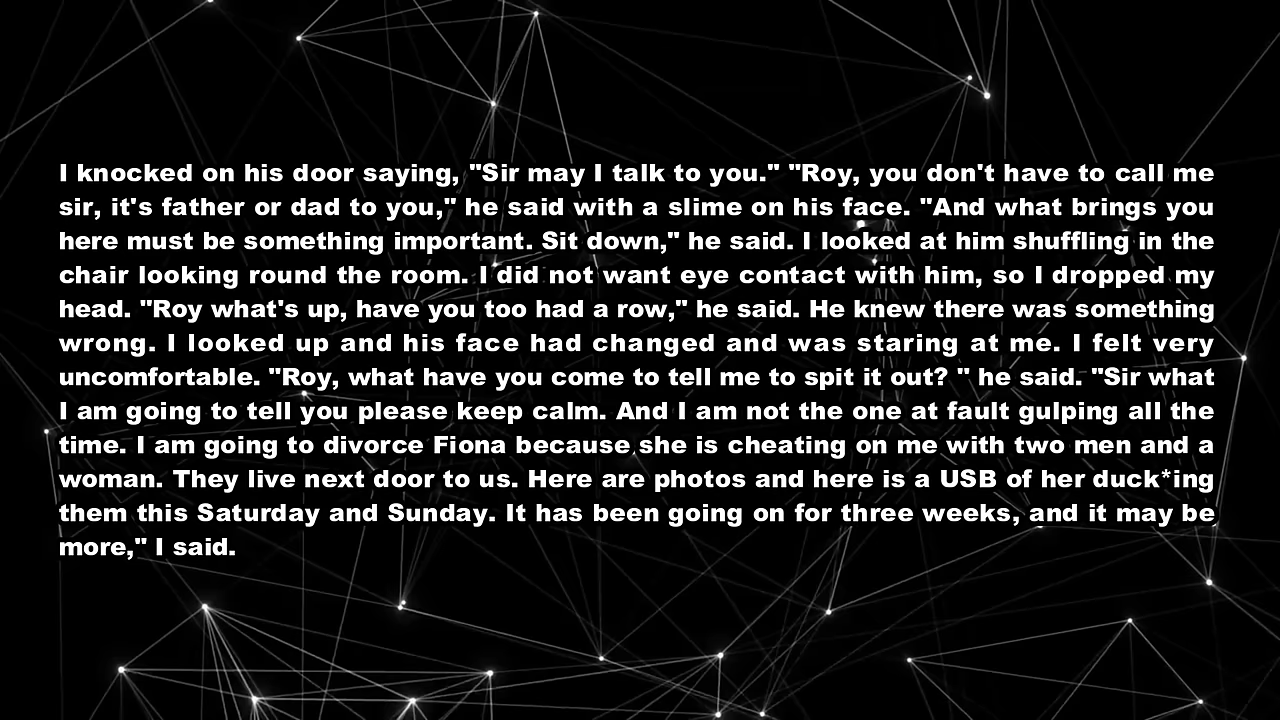 I knocked on his door saying, "Sir may I talk to you." "Roy, you don't have to call me
sir, it's father or dad to you," he said with a slime on his face. "And what brings you
here must be something important. Sit down," he said. I looked at him shuffling in the
chair looking round the room. I did not want eye contact with him, so I dropped my
head. "Roy what's up, have you too had a row," he said. He knew there was something
wrong. I looked up and his face had changed and was staring at me. I felt very
uncomfortable. "Roy, what have you come to tell me to spit it out? " he said. "Sir what
I am going to tell you please keep calm. And I am not the one at fault gulping all the
time. I am going to divorce Fiona because she is cheating on me with two men and a
woman. They live next door to us. Here are photos and here is a USB of her duck*ing
them this Saturday and Sunday. It has been going on for three weeks, and it may be
more," I said.